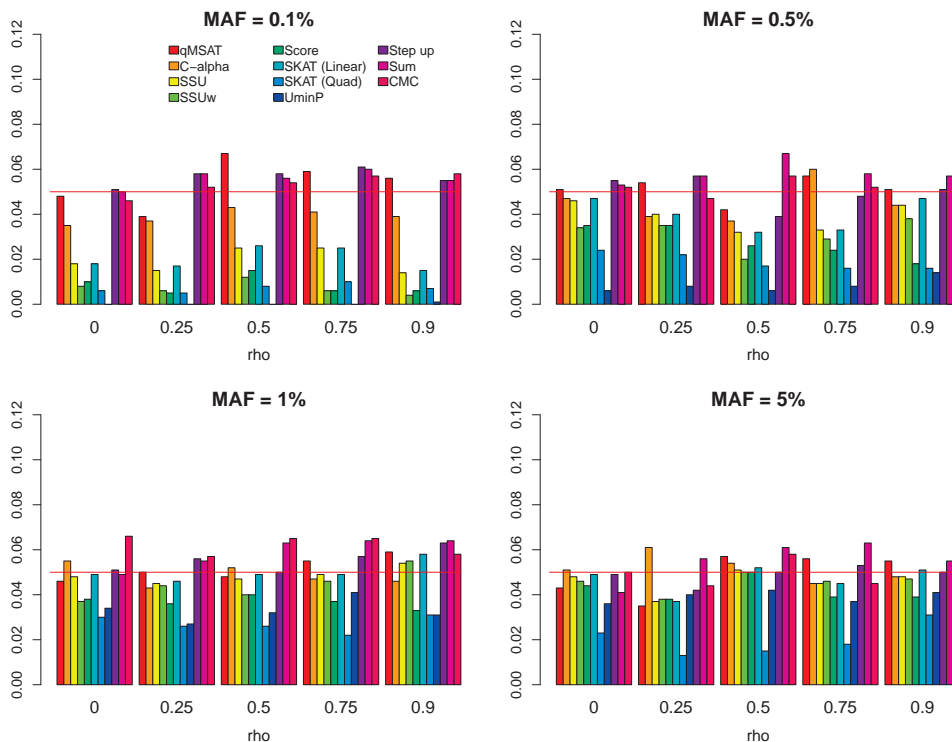 MAF = 0.1%
0.00 0.02 0.04 0.06 0.08 0.10 0.12
qMSAT Score Step up
C−alpha SKAT (Linear) Sum
SSU SKAT (Quad) CMC
SSUw UminP
0 0.25 0.5 0.75 0.9
rho
MAF = 0.5%
0.00 0.02 0.04 0.06 0.08 0.10 0.12
0 0.25 0.5 0.75 0.9
rho
MAF = 1%
0.00 0.02 0.04 0.06 0.08 0.10 0.12
0 0.25 0.5 0.75 0.9
rho
MAF = 5%
0.00 0.02 0.04 0.06 0.08 0.10 0.12
0 0.25 0.5 0.75 0.9
rho